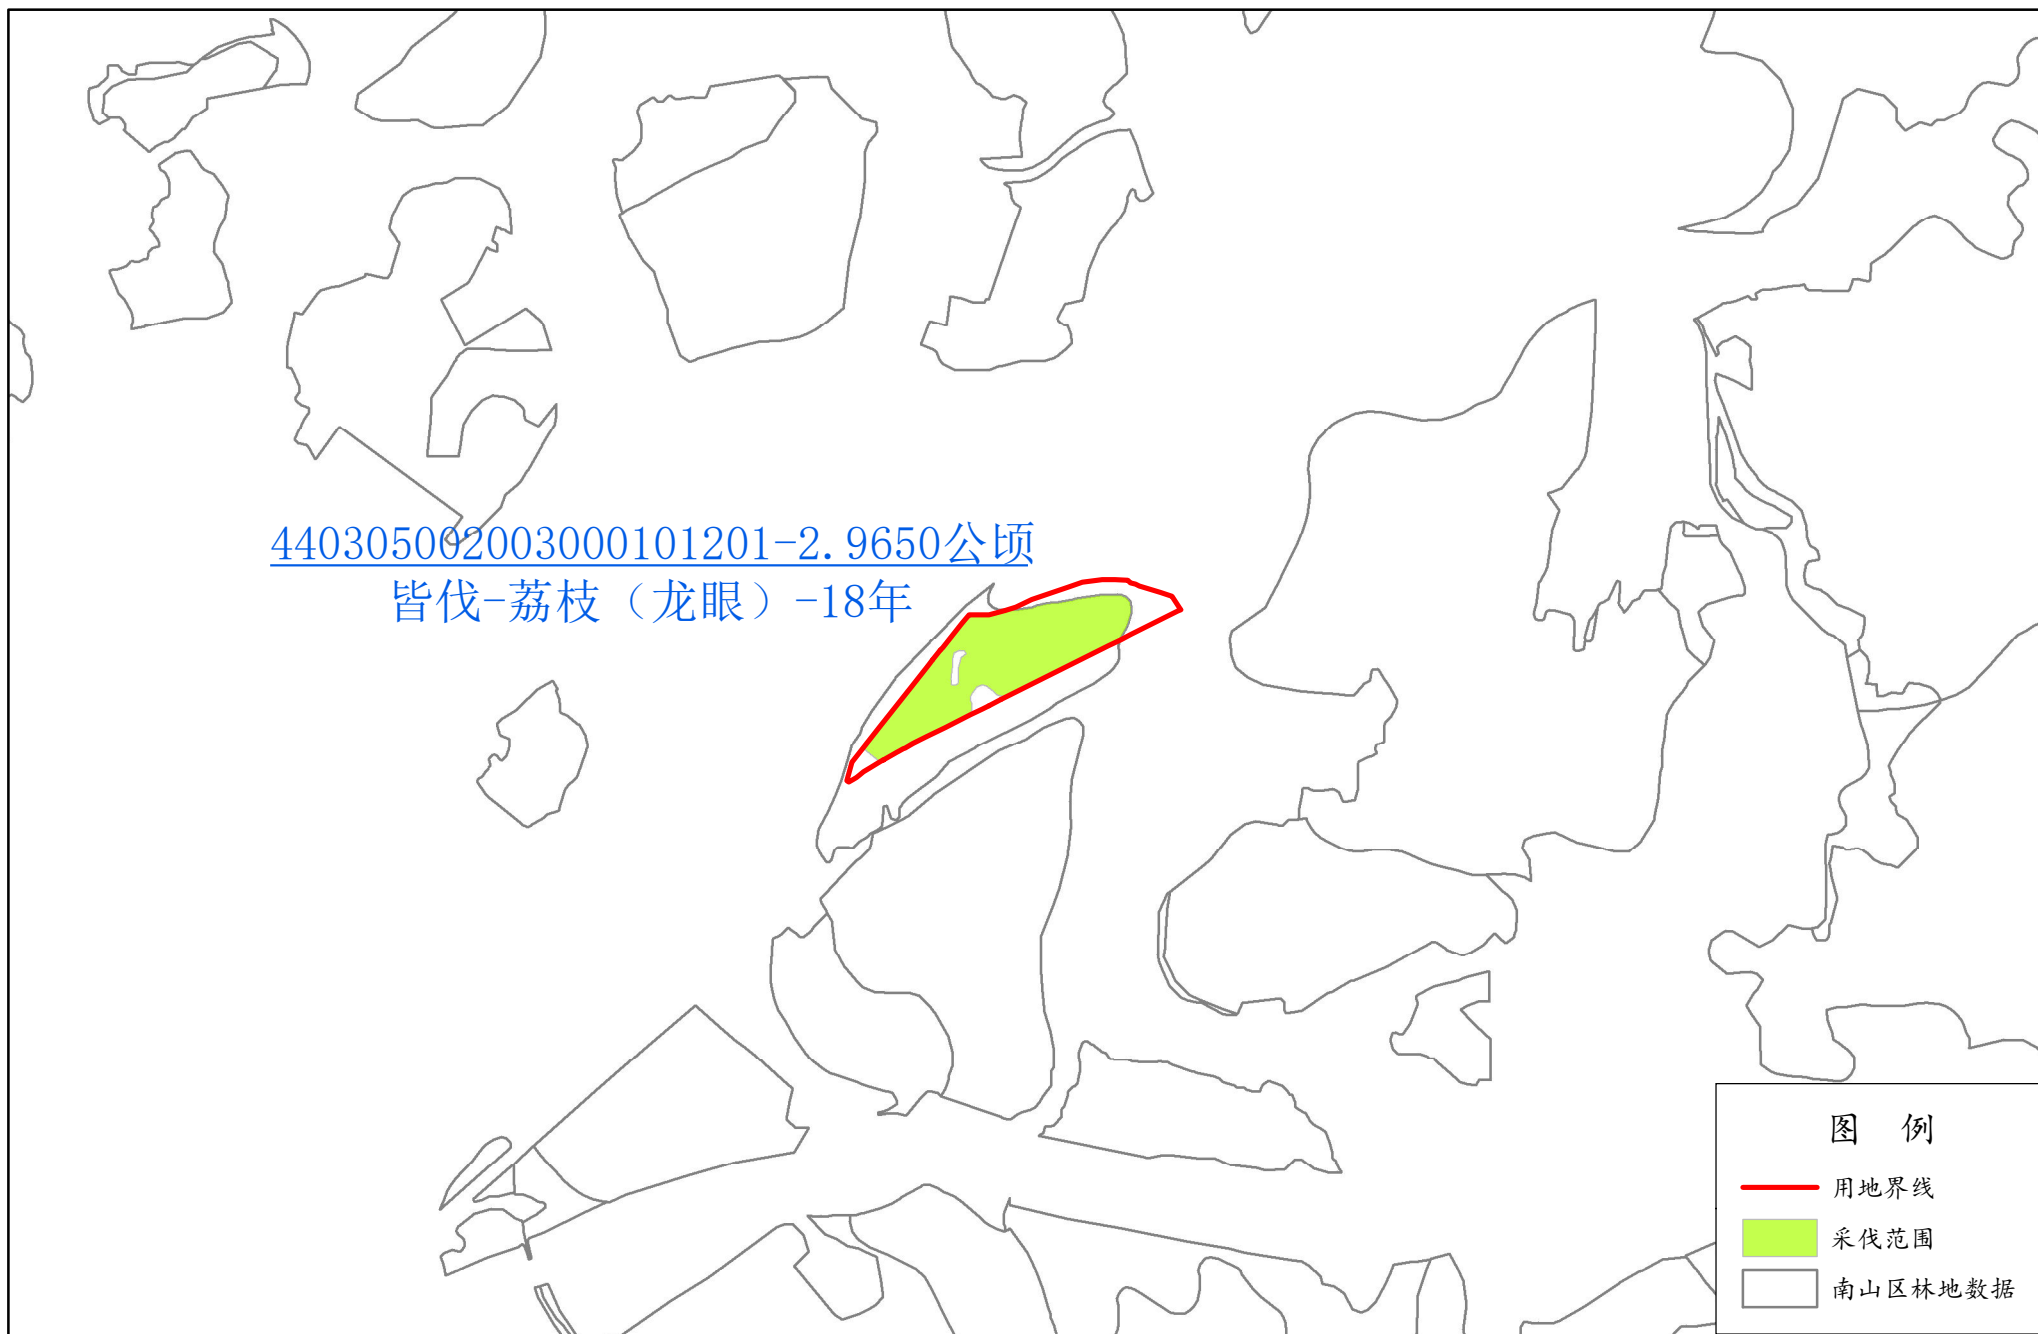 440305002003000101201-2.9650公顷
皆伐-荔枝（龙眼）-18年
图 例
用地界线
采伐范围
南山区林地数据